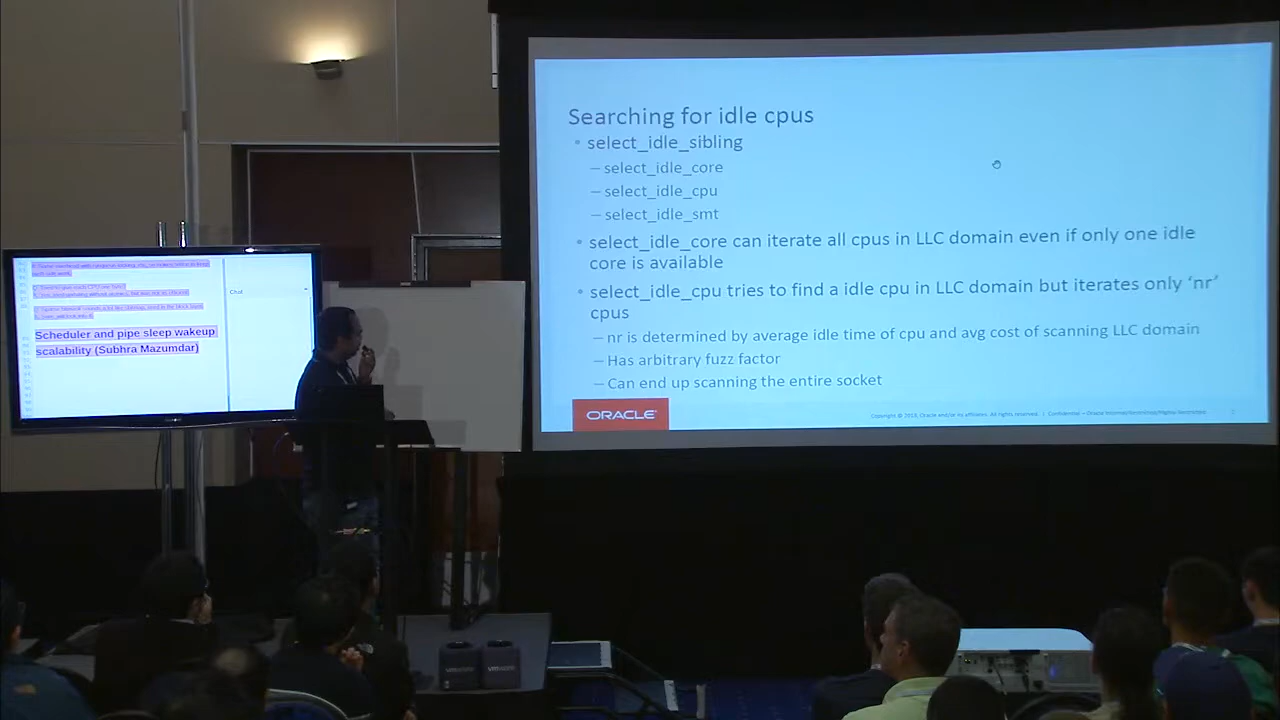 Searching for idle cpus
• select_idle_sibling
– select_idle_core
– select_idle_cpu
– select_idle_smt
• select_idle_core can iterate all cpus in LLC domain even if only one idle
core is available
• select_idle_cpu tries to find a idle cpu in LLC domain but iterates only ‘nr’
cpus
– nr is determined by average idle time of cpu and avg cost of scanning LLC domain
– Has arbitrary fuzz factor
– Can end up scanning the entire socket
ORACLE
Chat
Scheduler and pipe sleep wakeup
scalability (Subhra Mazumdar)
vmware
vmware